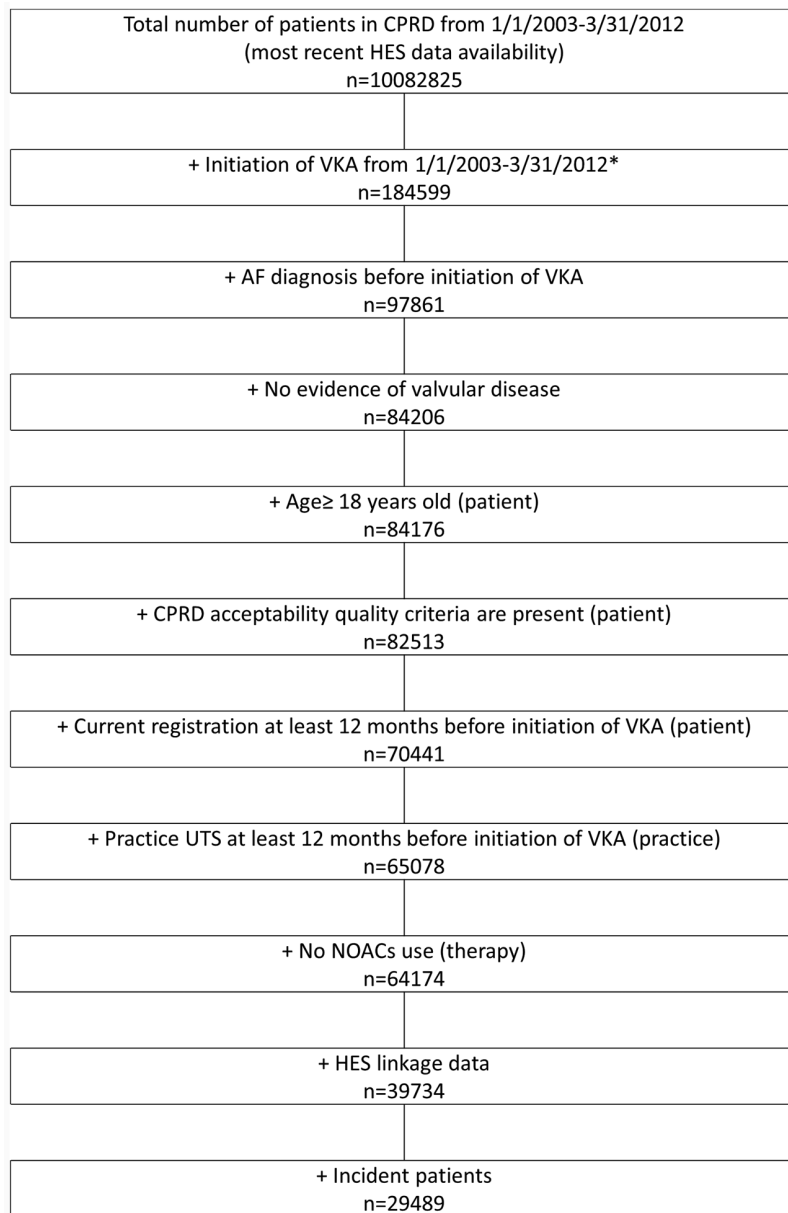 Total number of patients in CPRD from 1/1/2003-3/31/2012
(most recent HES data availability)
n=10082825
+ Initiation of VKA from 1/1/2003-3/31/2012*
n=184599
+ AF diagnosis before initiation of VKA
n=97861
+ No evidence of valvular disease
n=84206
+ Age≥ 18 years old (patient)
n=84176
+ CPRD acceptability quality criteria are present (patient)
n=82513
+ Current registration at least 12 months before initiation of VKA (patient)
n=70441
+ Practice UTS at least 12 months before initiation of VKA (practice)
n=65078
+ No NOACs use (therapy)
n=64174
+ HES linkage data
n=39734
+ Incident patients
n=29489